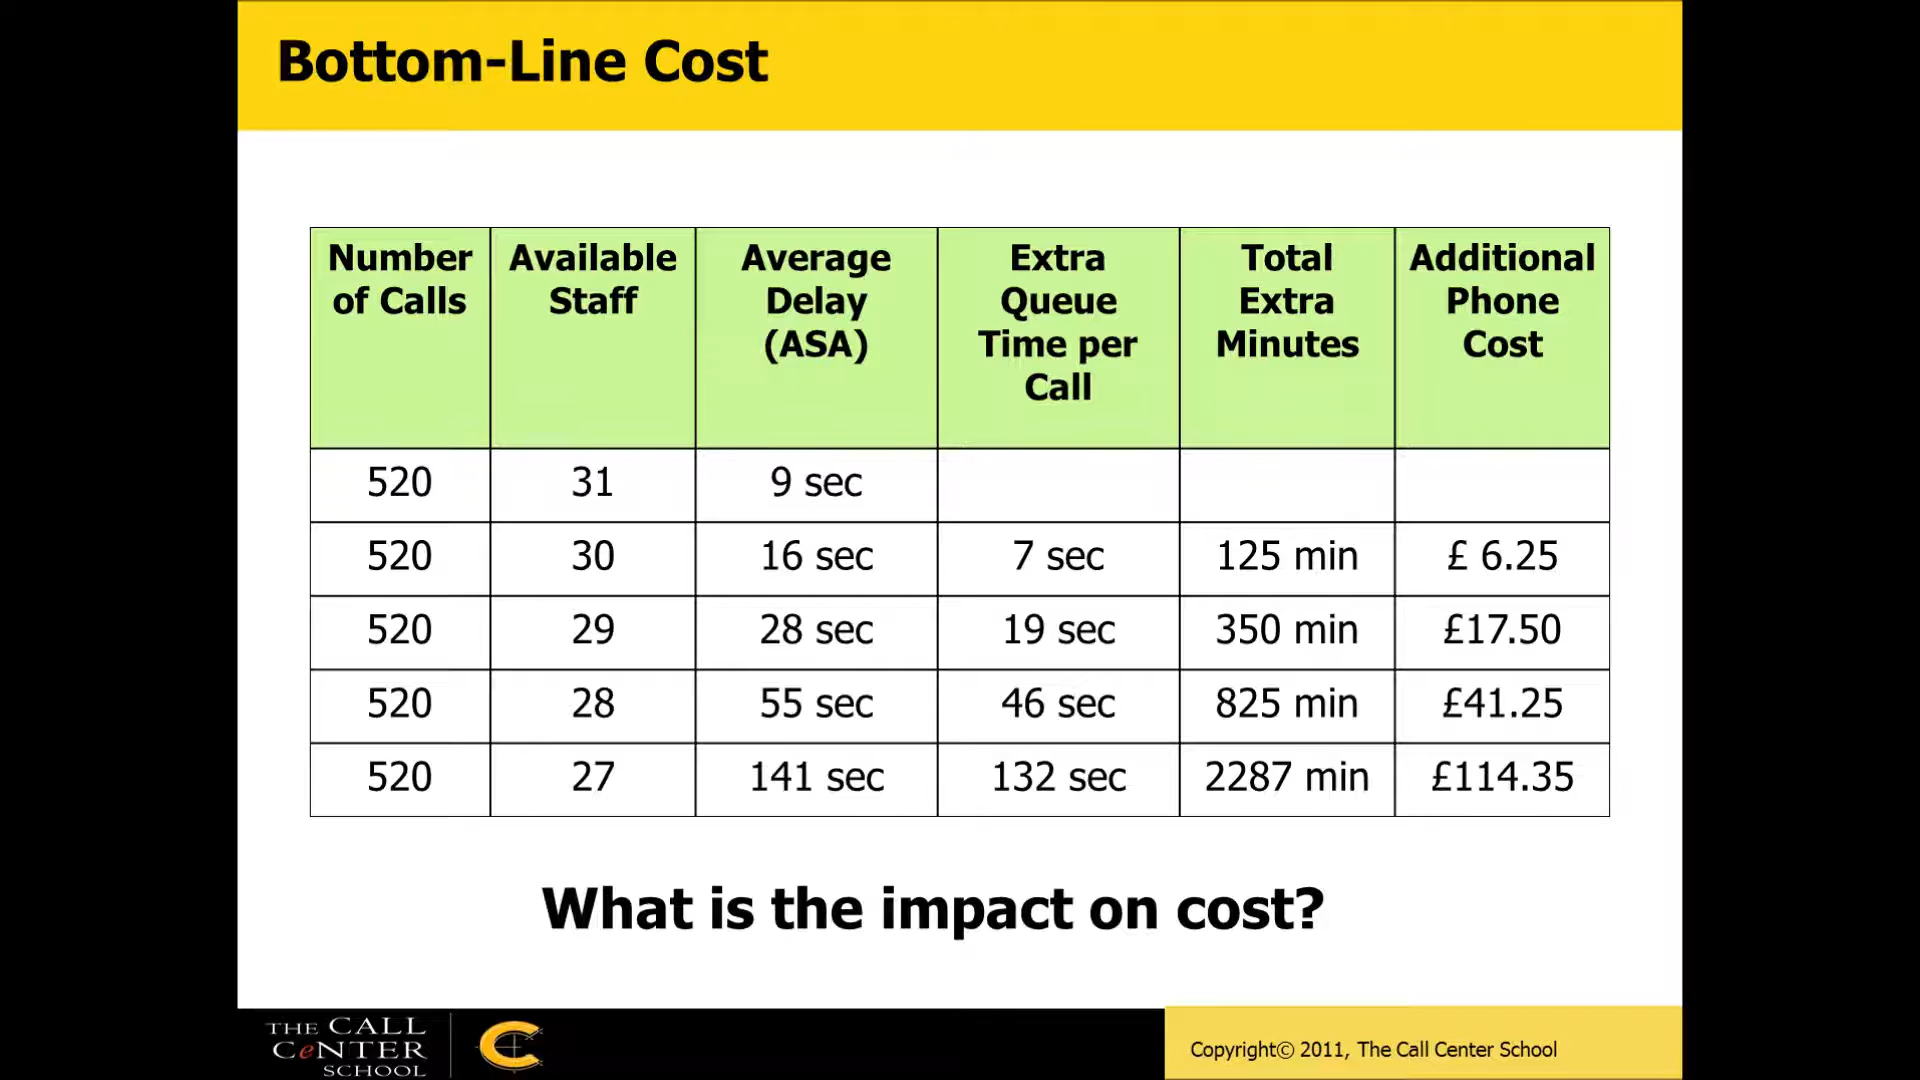 Bottom-Line Cost
Number of Calls | Available Staff | Average Delay (ASA) | Extra Queue Time per Call | Total Extra Minutes | Additional Phone Cost
520 | 31 | 9 sec | | |
520 | 30 | 16 sec | 7 sec | 125 min | £ 6.25
520 | 29 | 28 sec | 19 sec | 350 min | £17.50
520 | 28 | 55 sec | 46 sec | 825 min | £41.25
520 | 27 | 141 sec | 132 sec | 2287 min | £114.35
What is the impact on cost?
THE CALL
CeNTER
SCHOOL
Copyright© 2011, The Call Center School